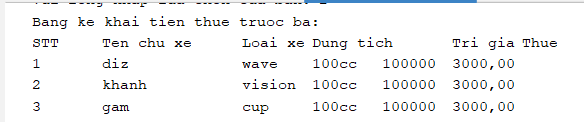 Bang ke khai tien thue truoc ba:
STT Ten chu xe Loai xe Dung tich Tri gia Thue
1 diz wave 100cc 100000 3000,00
2 khanh vision 100cc 100000 3000,00
3 gam cup 100cc 100000 3000,00